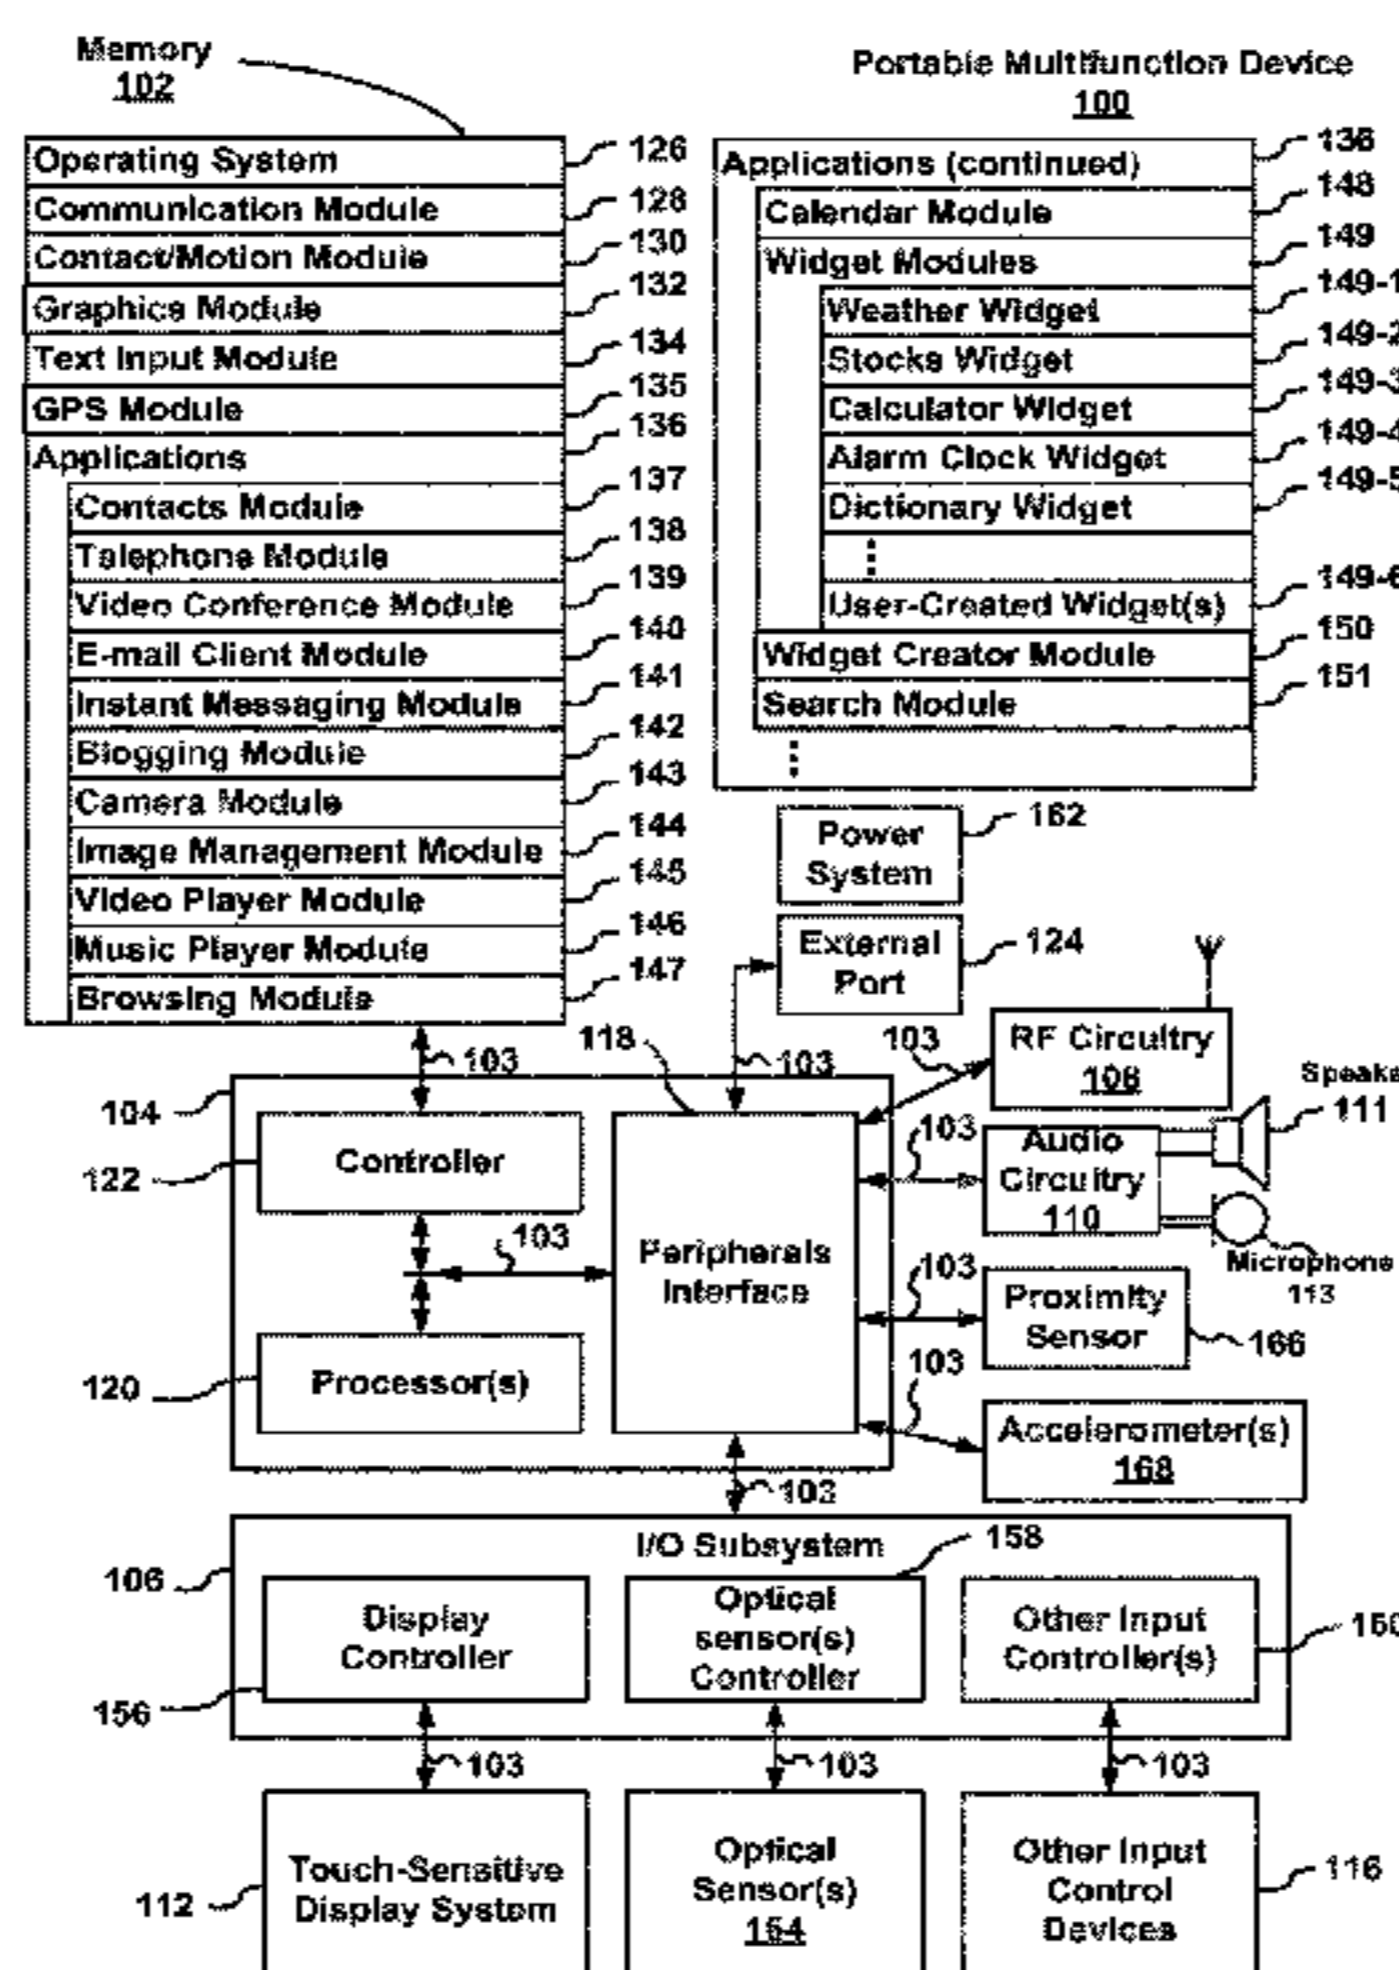 Memory
102
Portable Multifunction Device
100
Operating System
126
Communication Module
128
Contact/Motion Module
130
Graphics Module
132
Text Input Module
134
GPS Module
135
Applications
136
Contacts Module
137
Telephone Module
138
Video Conference Module
139
E-mail Client Module
140
Instant Messaging Module
141
Blogging Module
142
Camera Module
143
Image Management Module
144
Video Player Module
145
Music Player Module
146
Browsing Module
147
Applications (continued)
136
Calendar Module
148
Widget Modules
149
Weather Widget
149-1
Stocks Widget
149-2
Calculator Widget
149-3
Alarm Clock Widget
149-4
Dictionary Widget
149-5
User-Created Widget(s)
149-6
Widget Creator Module
150
Search Module
151
Power
System
162
External
Port
124
103
118
103
103
RF Circuitry
108
Speake
111
104
Controller
122
103
Audio
Circuitry
110
Microphone
113
103
Peripherals
Interface
103
Proximity
Sensor
166
Processor(s)
120
103
Accelerometer(s)
168
103
I/O Subsystem
158
106
Display
Controller
156
Optical
sensor(s)
Controller
Other Input
Controller(s)
160
103
103
103
Touch-Sensitive
Display System
112
Optical
Sensor(s)
164
Other Input
Control
Devices
116